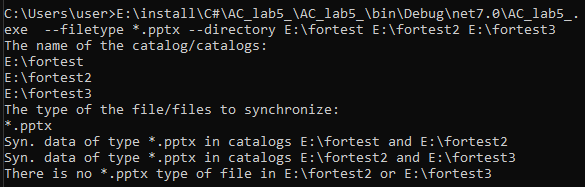 C:\Users\user>E:\install\C#\AC_lab5_\AC_lab5_\bin\Debug\net7.0\AC_lab5_.
exe  --filetype *.pptx --directory E:\fortest E:\fortest2 E:\fortest3
The name of the catalog/catalogs:
E:\fortest
E:\fortest2
E:\fortest3
The type of the file/files to synchronize:
*.pptx
Syn. data of type *.pptx in catalogs E:\fortest and E:\fortest2
Syn. data of type *.pptx in catalogs E:\fortest2 and E:\fortest3
There is no *.pptx type of file in E:\fortest2 or E:\fortest3